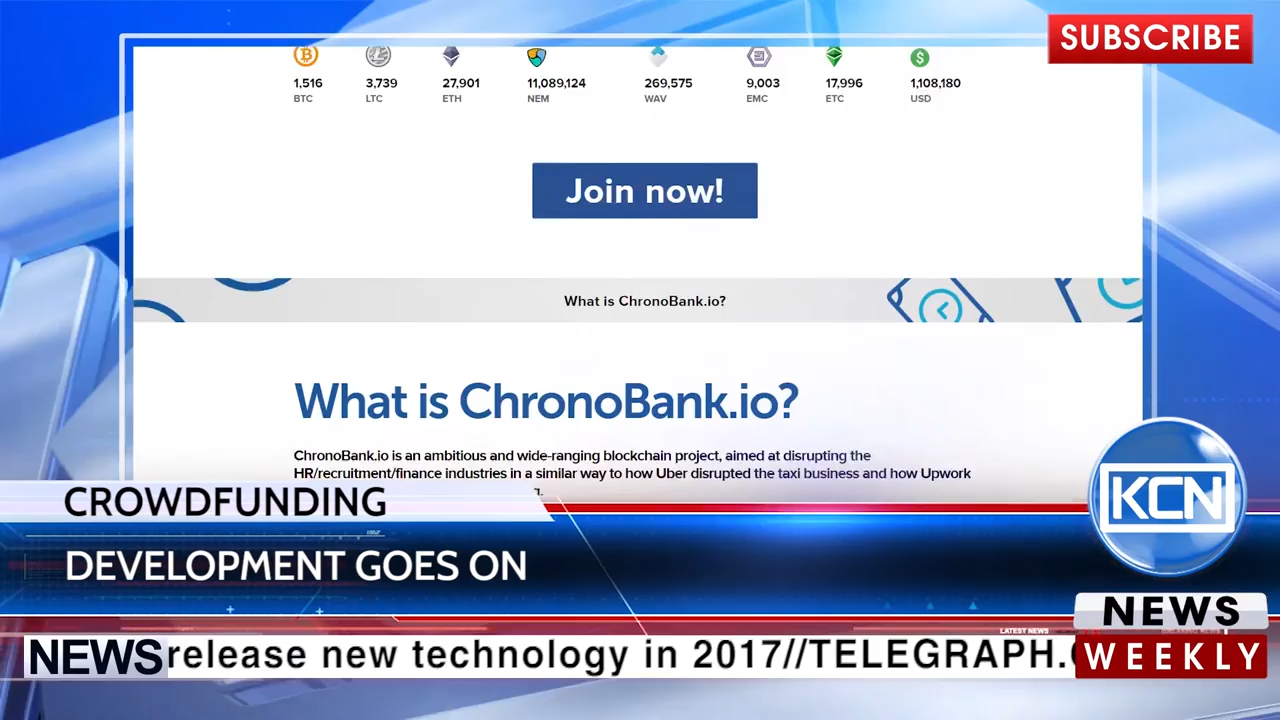 SUBSCRIBE
1,516 3,739 27,901 11,089,124 269,575 9,003 17,996 1,108,180
BTC LTC ETH NEM WAV EMC ETC USD
Join now!
What is ChronoBank.io?
What is ChronoBank.io?
ChronoBank.io is an ambitious and wide-ranging blockchain project, aimed at disrupting the
HR/recruitment/finance industries in a similar way to how Uber disrupted the taxi business and how Upwork
CROWDFUNDING
KCN
DEVELOPMENT GOES ON
NEWS
LATEST NEWS
NEWS release new technology in 2017//TELEGRAPH.
WEEKLY